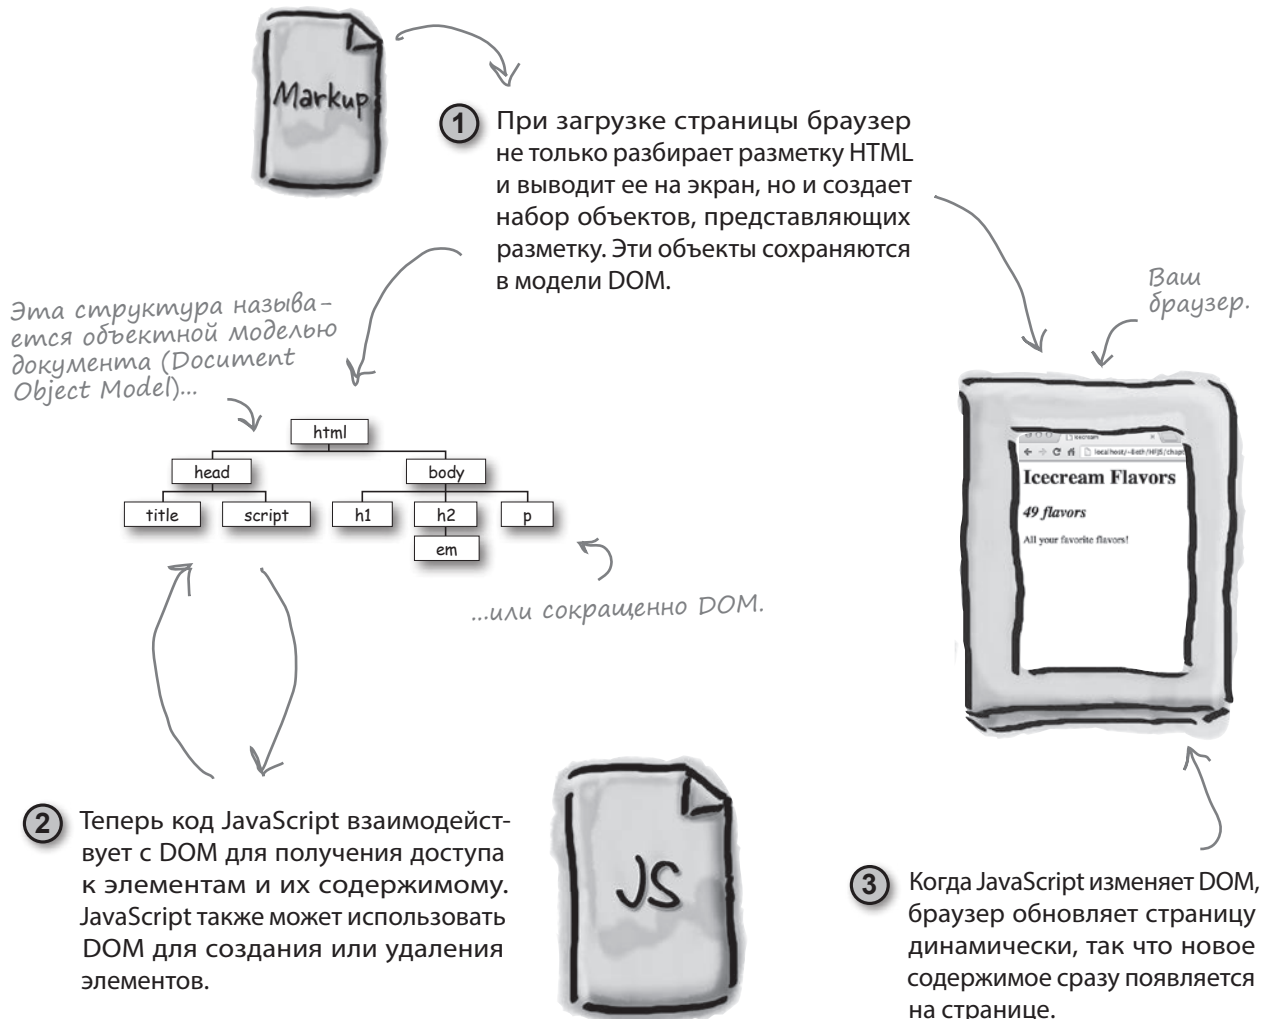 Markup
1 При загрузке страницы браузер
не только разбирает разметку HTML
и выводит ее на экран, но и создает
набор объектов, представляющих
разметку. Эти объекты сохраняются
в модели DOM.
Эта структура называ-
ется объектной моделью
документа (Document
Object Model)...
Ваш
браузер.
html
head body
title script h1 h2 p
em
...или сокращенно DOM.
Icecream
localhost/~Beth/HFJS/chapt
Icecream Flavors
49 flavors
All your favorite flavors!
2 Теперь код JavaScript взаимодейст-
вует с DOM для получения доступа
к элементам и их содержимому.
JavaScript также может использовать
DOM для создания или удаления
элементов.
JS
3 Когда JavaScript изменяет DOM,
браузер обновляет страницу
динамически, так что новое
содержимое сразу появляется
на странице.